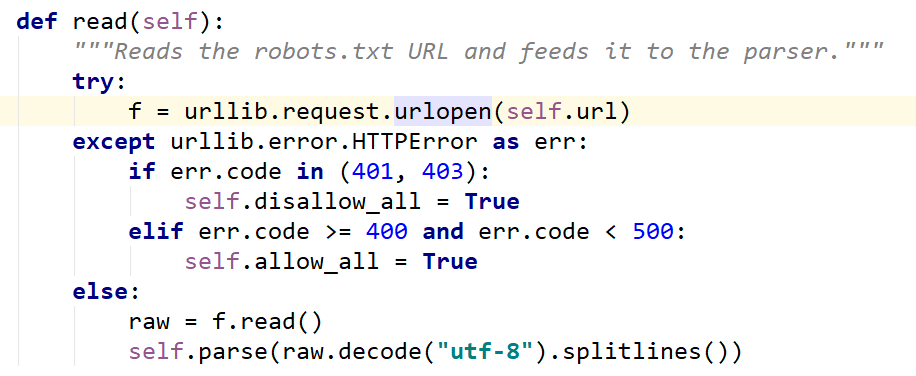 def read(self):
    """Reads the robots.txt URL and feeds it to the parser."""
    try:
        f = urllib.request.urlopen(self.url)
    except urllib.error.HTTPError as err:
        if err.code in (401, 403):
            self.disallow_all = True
        elif err.code >= 400 and err.code < 500:
            self.allow_all = True
    else:
        raw = f.read()
        self.parse(raw.decode("utf-8").splitlines())